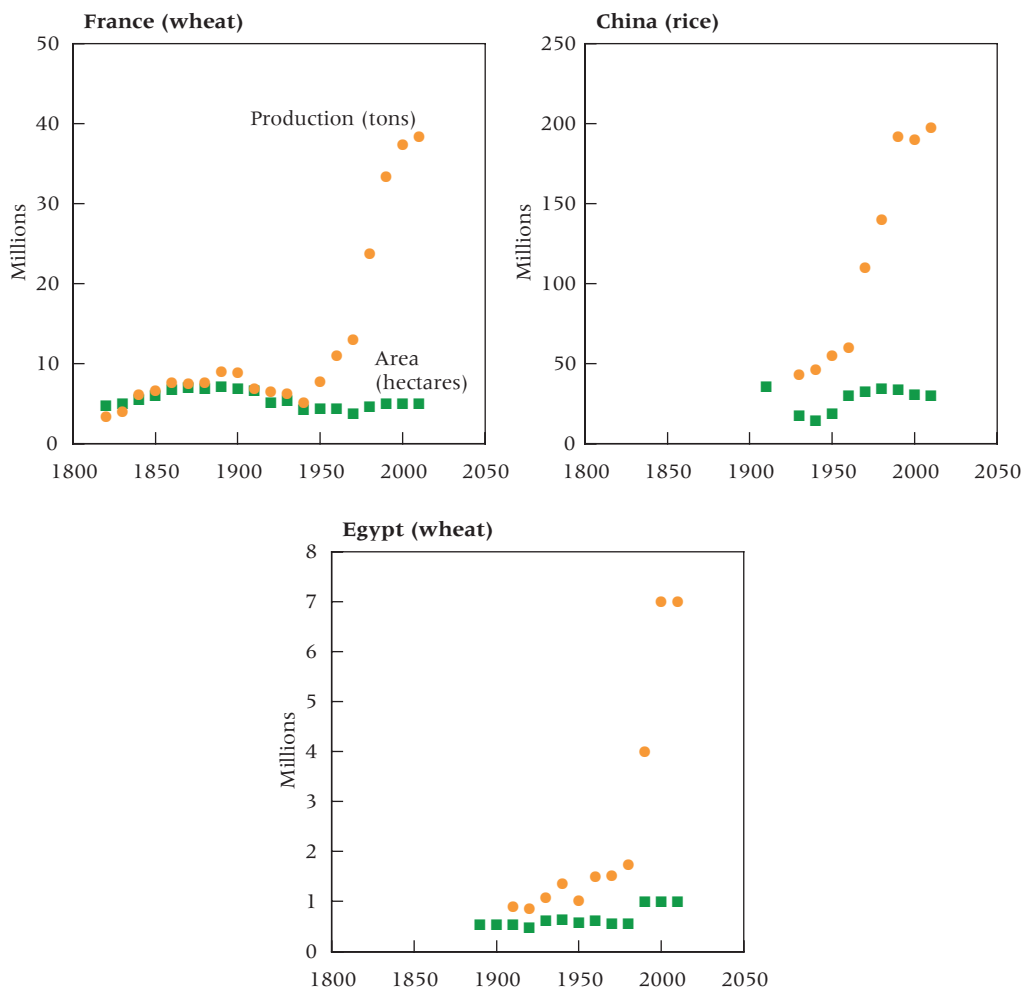 France (wheat)
50
40
30
20
10
0
Millions
Production (tons)
Area
(hectares)
1800 1850 1900 1950 2000 2050
China (rice)
250
200
150
100
50
0
Millions
1800 1850 1900 1950 2000 2050
Egypt (wheat)
8
7
6
5
4
3
2
1
0
Millions
1800 1850 1900 1950 2000 2050